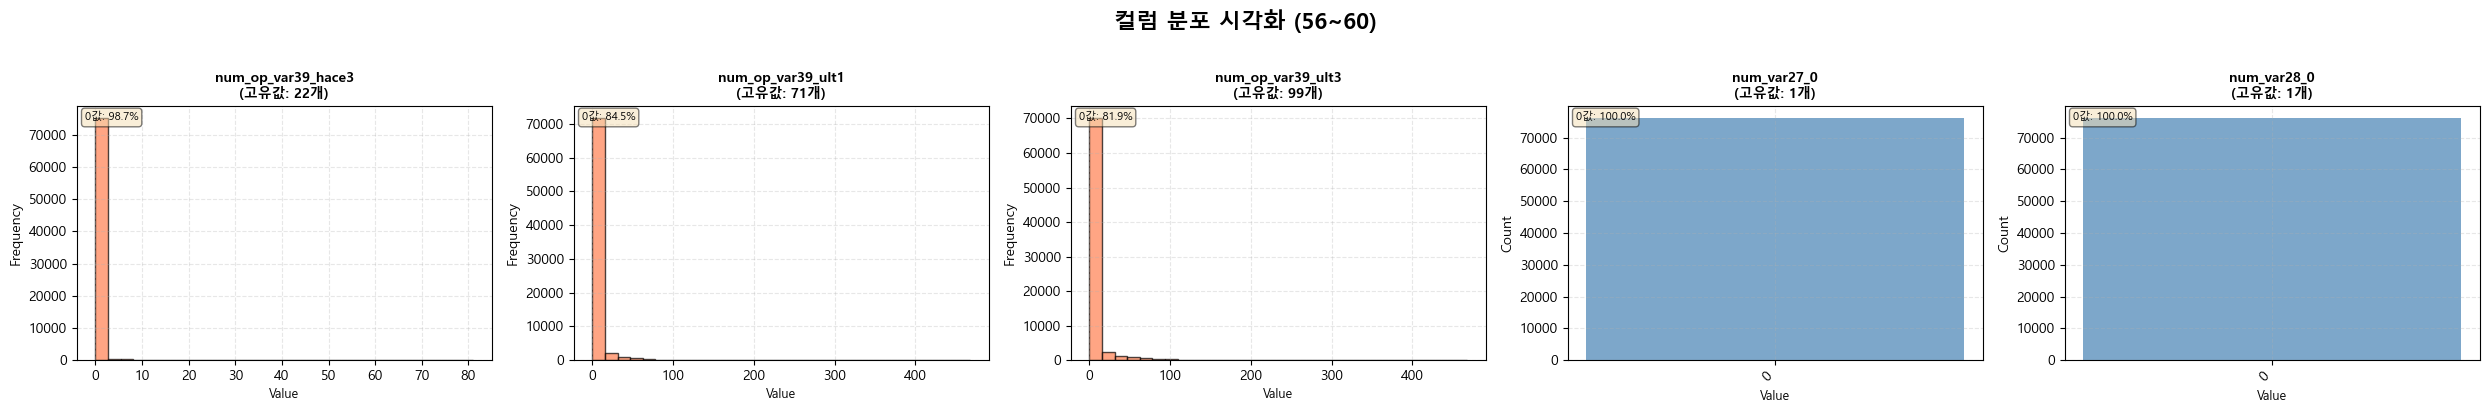 컬럼 분포 시각화 (56~60)
num_op_var39_hace3
(고유값: 22개)
0값: 98.7%
70000
60000
50000
40000
30000
20000
10000
0
Frequency
0 10 20 30 40 50 60 70 80
Value
num_op_var39_ult1
(고유값: 71개)
0값: 84.5%
70000
60000
50000
40000
30000
20000
10000
0
Frequency
0 100 200 300 400
Value
num_op_var39_ult3
(고유값: 99개)
0값: 81.9%
70000
60000
50000
40000
30000
20000
10000
0
Frequency
0 100 200 300 400
Value
num_var27_0
(고유값: 1개)
0값: 100.0%
70000
60000
50000
40000
30000
20000
10000
0
Count
0
Value
num_var28_0
(고유값: 1개)
0값: 100.0%
70000
60000
50000
40000
30000
20000
10000
0
Count
0
Value